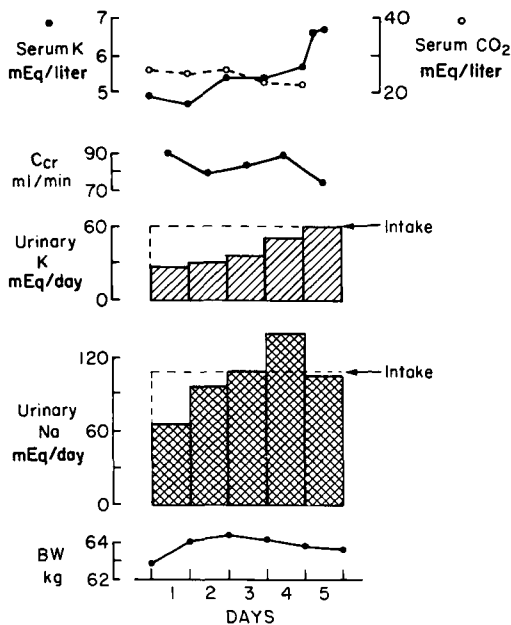 7
6
5
Serum K
mEq/liter
40
20
Serum CO2
mEq/liter
90
70
Ccr
ml/min
60
0
Urinary
K
mEq/day
Intake
120
60
0
Urinary
Na
mEq/day
Intake
64
62
BW
kg
1 2 3 4 5
DAYS